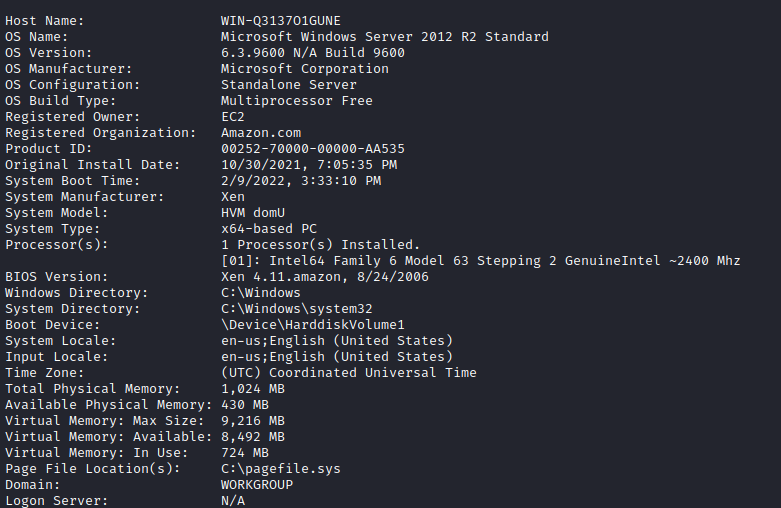 Host Name: WIN-Q3137O1GUNE
OS Name: Microsoft Windows Server 2012 R2 Standard
OS Version: 6.3.9600 N/A Build 9600
OS Manufacturer: Microsoft Corporation
OS Configuration: Standalone Server
OS Build Type: Multiprocessor Free
Registered Owner: EC2
Registered Organization: Amazon.com
Product ID: 00252-70000-00000-AA535
Original Install Date: 10/30/2021, 7:05:35 PM
System Boot Time: 2/9/2022, 3:33:10 PM
System Manufacturer: Xen
System Model: HVM domU
System Type: x64-based PC
Processor(s): 1 Processor(s) Installed.
[01]: Intel64 Family 6 Model 63 Stepping 2 GenuineIntel ~2400 Mhz
BIOS Version: Xen 4.11.amazon, 8/24/2006
Windows Directory: C:\Windows
System Directory: C:\Windows\system32
Boot Device: \Device\HarddiskVolume1
System Locale: en-us;English (United States)
Input Locale: en-us;English (United States)
Time Zone: (UTC) Coordinated Universal Time
Total Physical Memory: 1,024 MB
Available Physical Memory: 430 MB
Virtual Memory: Max Size: 9,216 MB
Virtual Memory: Available: 8,492 MB
Virtual Memory: In Use: 724 MB
Page File Location(s): C:\pagefile.sys
Domain: WORKGROUP
Logon Server: N/A